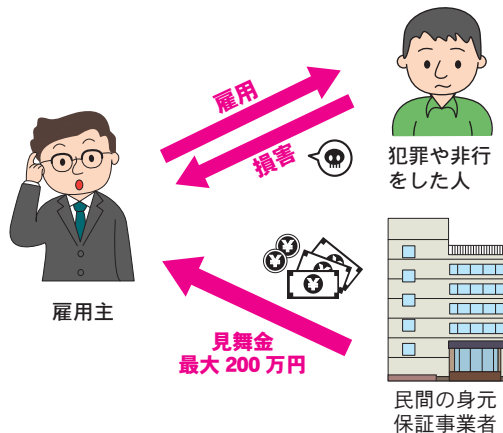 雇用
損害
犯罪や非行
をした人
雇用主
見舞金
最大 200 万円
民間の身元
保証事業者